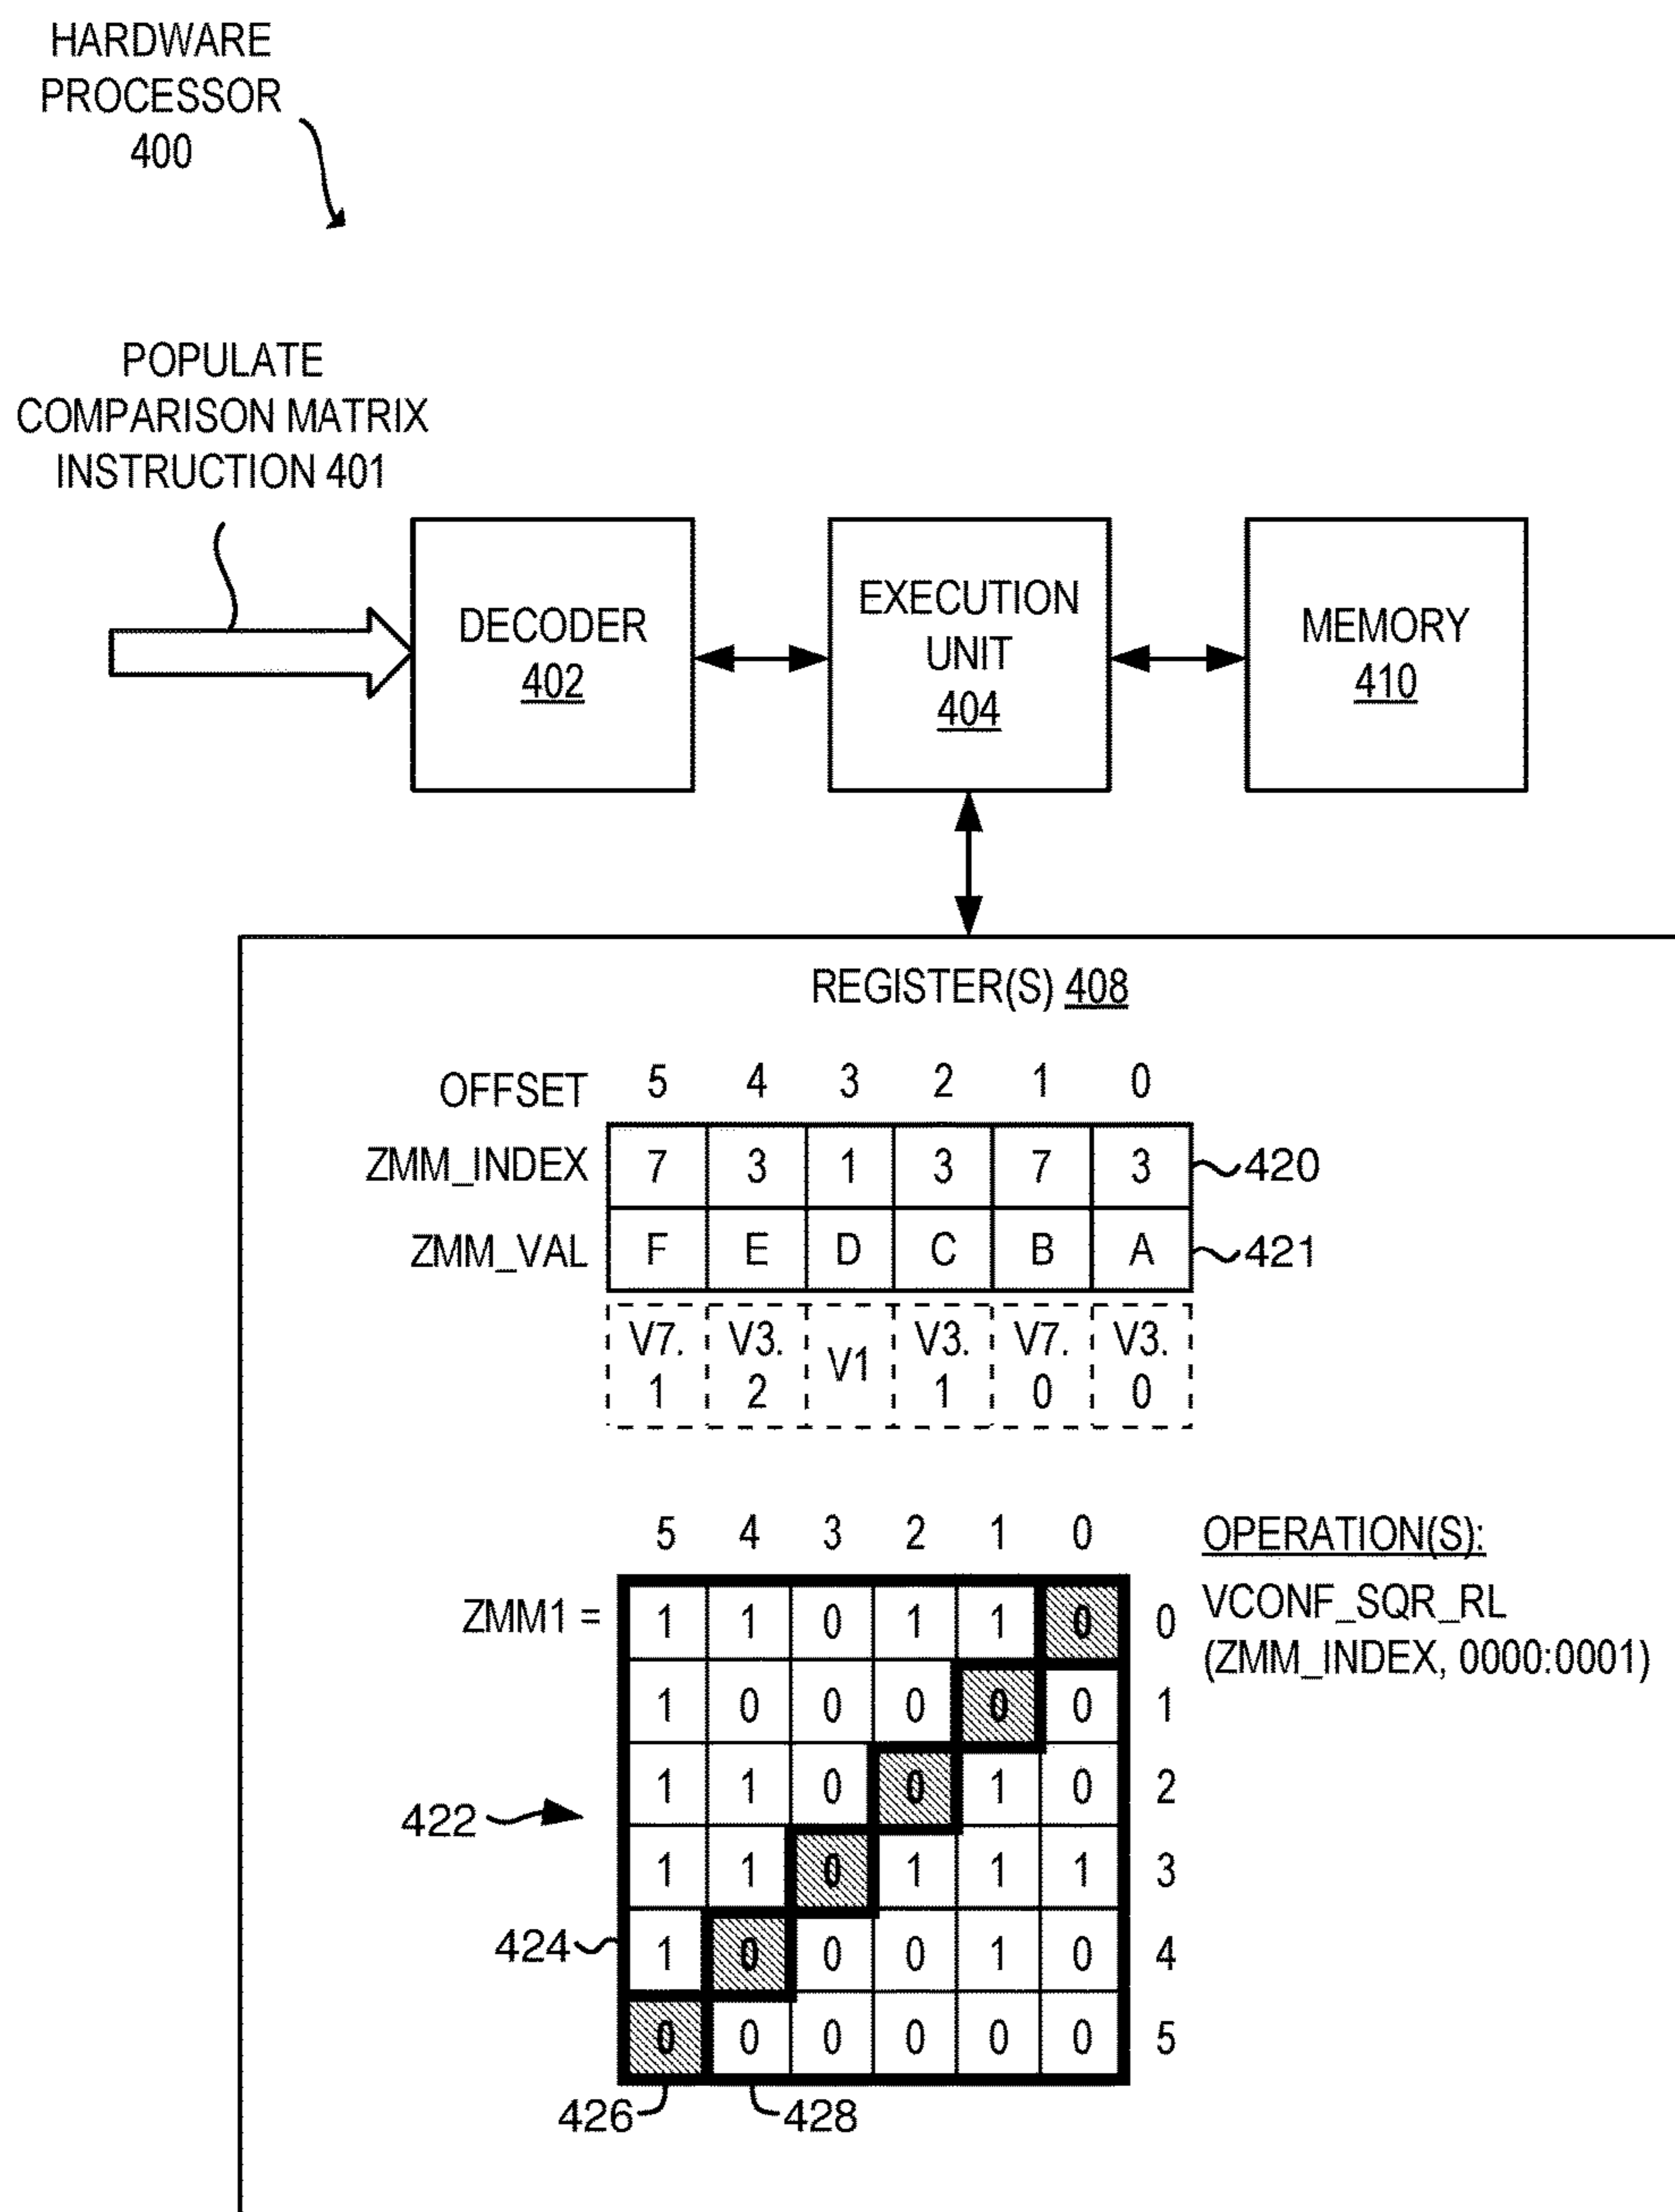 HARDWARE
PROCESSOR
400
POPULATE
COMPARISON MATRIX
INSTRUCTION 401
DECODER
402
EXECUTION
UNIT
404
MEMORY
410
REGISTER(S) 408
OFFSET 5 4 3 2 1 0
ZMM_INDEX 7 3 1 3 7 3 420
ZMM_VAL F E D C B A 421
V7. V3. V1 V3. V7. V3.
1 2 1 0 0
5 4 3 2 1 0 OPERATION(S):
ZMM1 = 1 1 0 1 1 0 0 VCONF_SQR_RL
(ZMM_INDEX, 0000:0001)
1 0 0 0 0 0 1
1 1 0 0 1 0 2
422
1 1 0 1 1 1 3
424 1 0 0 0 1 0 4
0 0 0 0 0 0 5
426 428